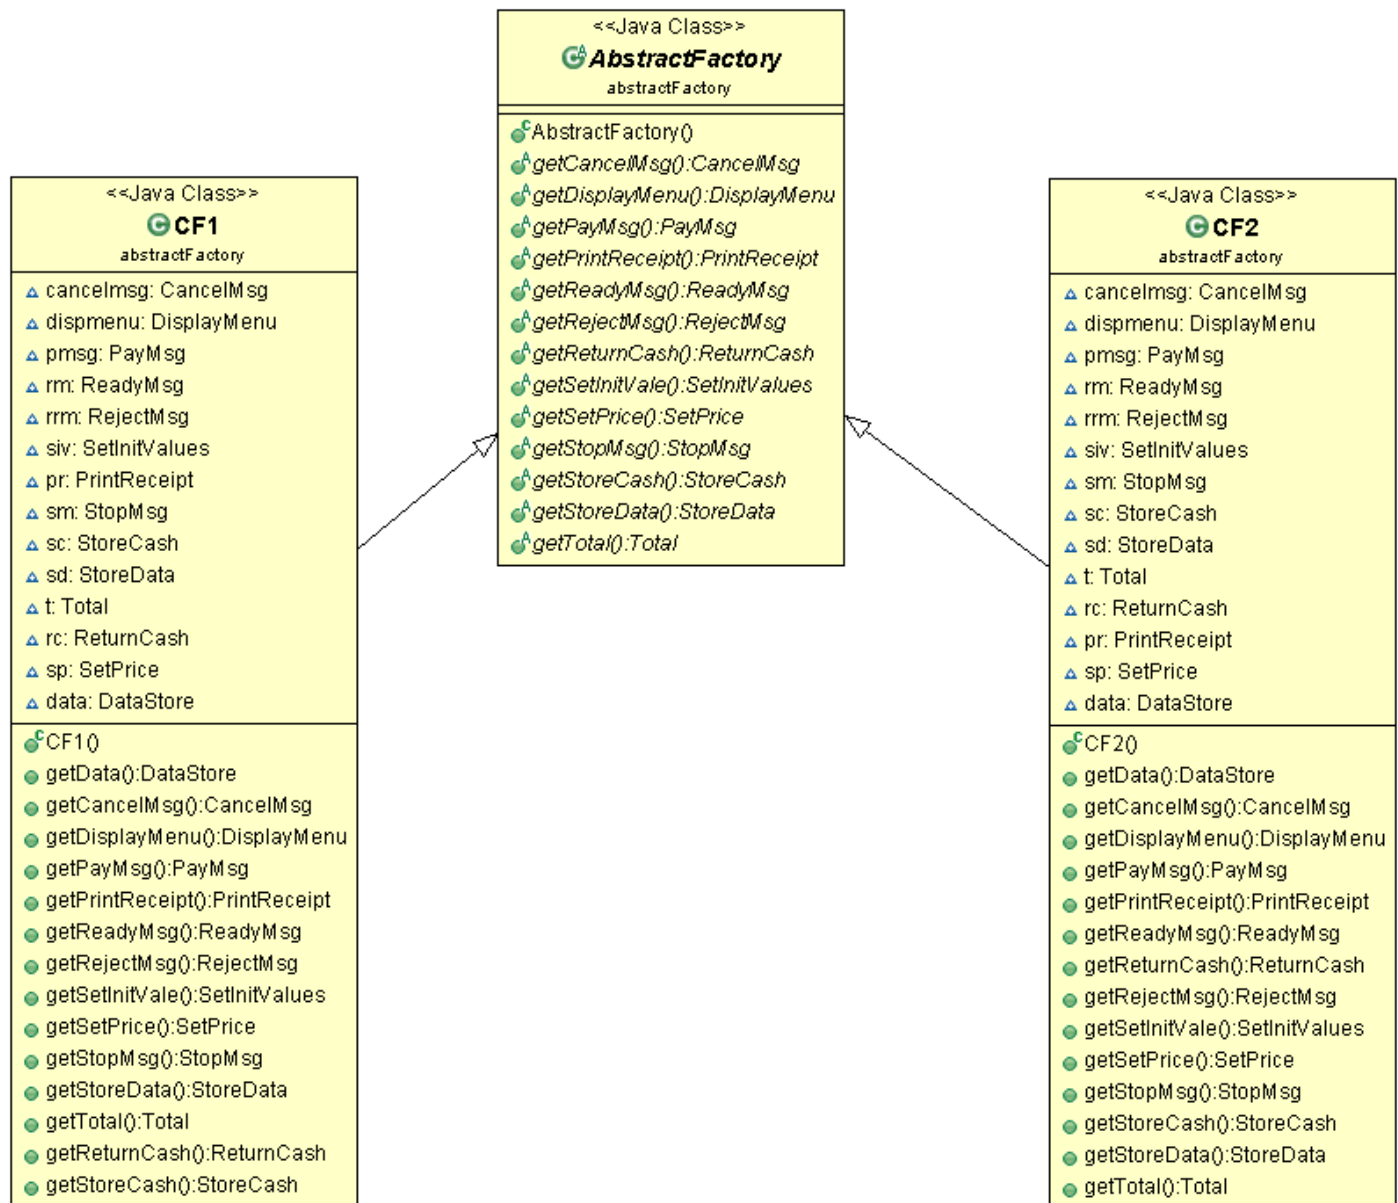 <<Java Class>>
AbstractFactory
abstractFactory
AbstractFactory()
getCancelMsg():CancelMsg
getDisplayMenu():DisplayMenu
getPayMsg():PayMsg
getPrintReceipt():PrintReceipt
getReadyMsg():ReadyMsg
getRejectMsg():RejectMsg
getReturnCash():ReturnCash
getSetInitVale():SetInitValues
getSetPrice():SetPrice
getStopMsg():StopMsg
getStoreCash():StoreCash
getStoreData():StoreData
getTotal():Total
<<Java Class>>
CF1
abstractFactory
cancelmsg: CancelMsg
dispmenu: DisplayMenu
pmsg: PayMsg
rm: ReadyMsg
rrm: RejectMsg
siv: SetInitValues
pr: PrintReceipt
sm: StopMsg
sc: StoreCash
sd: StoreData
t: Total
rc: ReturnCash
sp: SetPrice
data: DataStore
CF1()
getData():DataStore
getCancelMsg():CancelMsg
getDisplayMenu():DisplayMenu
getPayMsg():PayMsg
getPrintReceipt():PrintReceipt
getReadyMsg():ReadyMsg
getRejectMsg():RejectMsg
getSetInitVale():SetInitValues
getSetPrice():SetPrice
getStopMsg():StopMsg
getStoreData():StoreData
getTotal():Total
getReturnCash():ReturnCash
getStoreCash():StoreCash
<<Java Class>>
CF2
abstractFactory
cancelmsg: CancelMsg
dispmenu: DisplayMenu
pmsg: PayMsg
rm: ReadyMsg
rrm: RejectMsg
siv: SetInitValues
sm: StopMsg
sc: StoreCash
sd: StoreData
t: Total
rc: ReturnCash
pr: PrintReceipt
sp: SetPrice
data: DataStore
CF2()
getData():DataStore
getCancelMsg():CancelMsg
getDisplayMenu():DisplayMenu
getPayMsg():PayMsg
getPrintReceipt():PrintReceipt
getReadyMsg():ReadyMsg
getReturnCash():ReturnCash
getRejectMsg():RejectMsg
getSetInitVale():SetInitValues
getSetPrice():SetPrice
getStopMsg():StopMsg
getStoreCash():StoreCash
getStoreData():StoreData
getTotal():Total